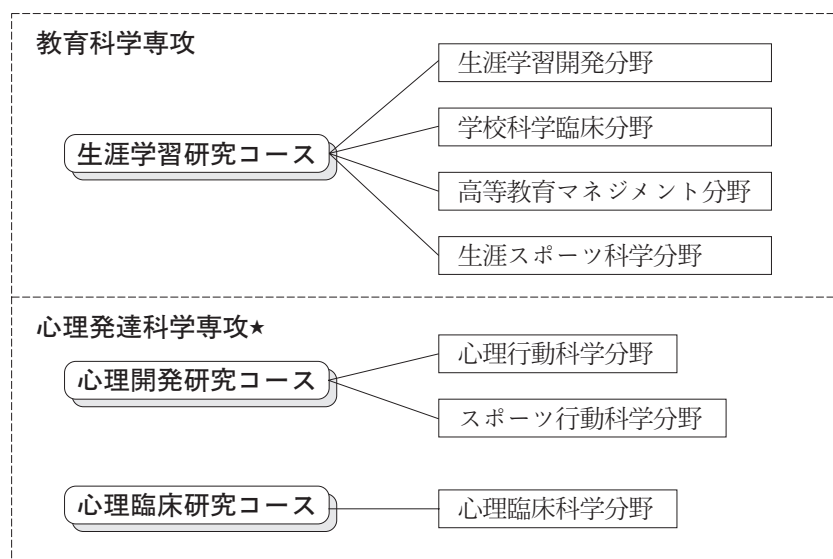 教育科学専攻
生涯学習開発分野
学校科学臨床分野
生涯学習研究コース
高等教育マネジメント分野
生涯スポーツ科学分野
心理発達科学専攻★
心理行動科学分野
心理開発研究コース
スポーツ行動科学分野
心理臨床研究コース
心理臨床科学分野